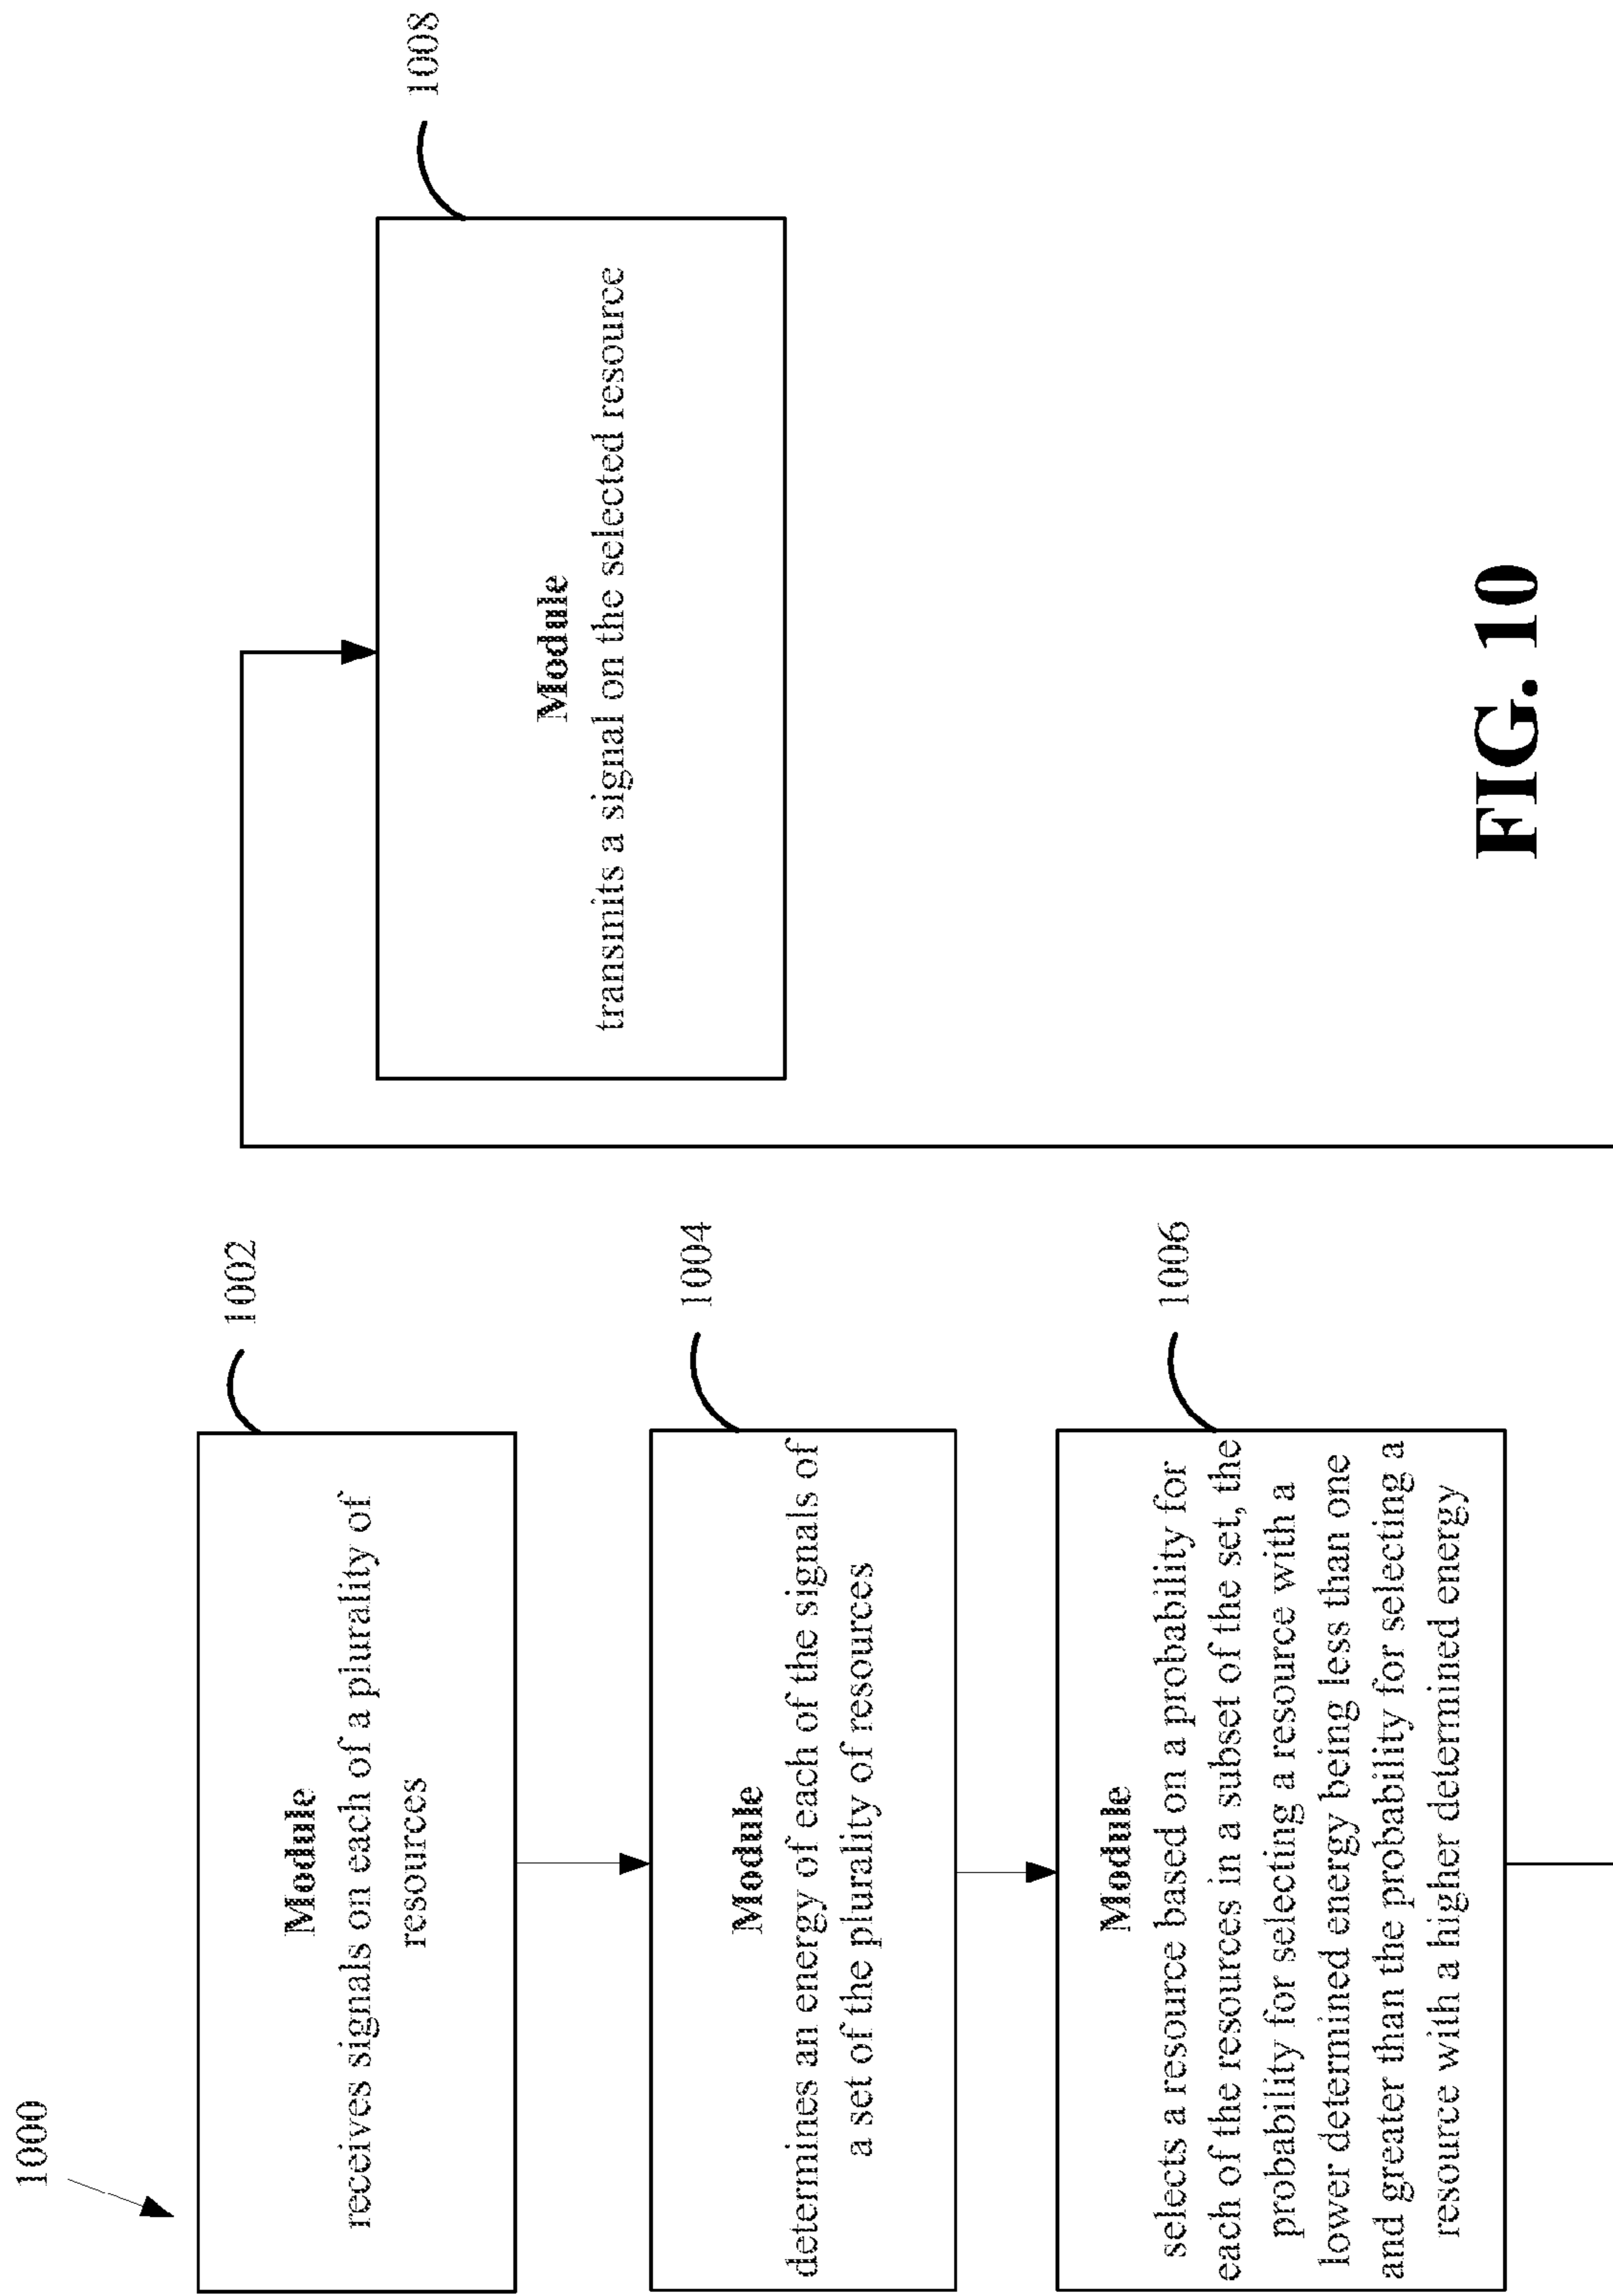 1000
1002
Module
receives signals on each of a plurality of
resources
1004
Module
determines an energy of each of the signals of
a set of the plurality of resources
1006
Module
selects a resource based on a probability for
each of the resources in a subset of the set, the
probability for selecting a resource with a
lower determined energy being less than one
and greater than the probability for selecting a
resource with a higher determined energy
1008
Module
transmits a signal on the selected resource
FIG. 10